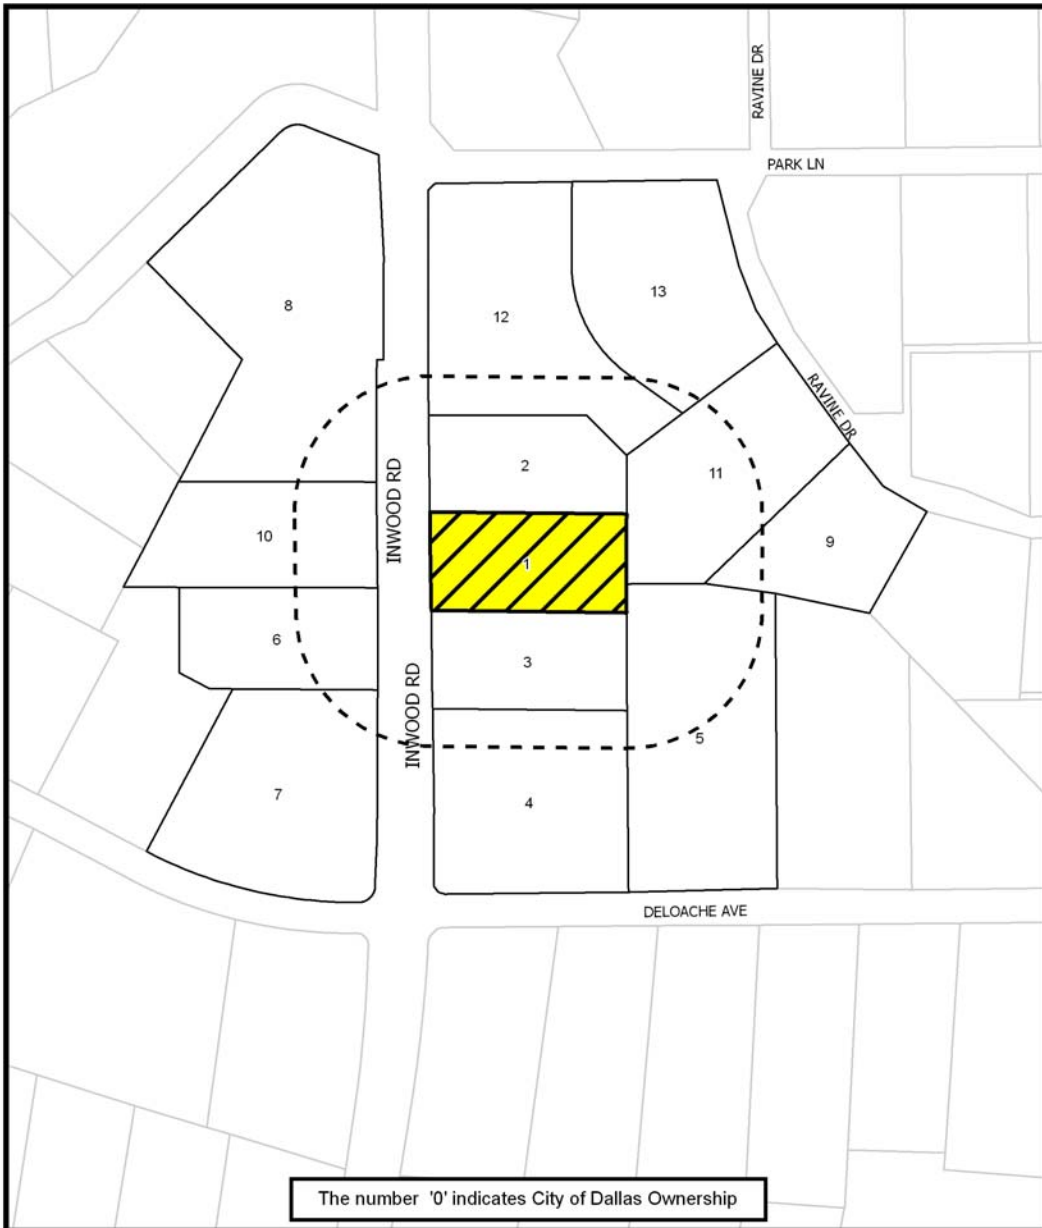 RAVINE DR
PARK LN
13
8
12
RAVINE DR
2
11
INWOOD RD
10
9
1
6
3
INWOOD RD
5
7
4
DELOACHE AVE
The number '0' indicates City of Dallas Ownership